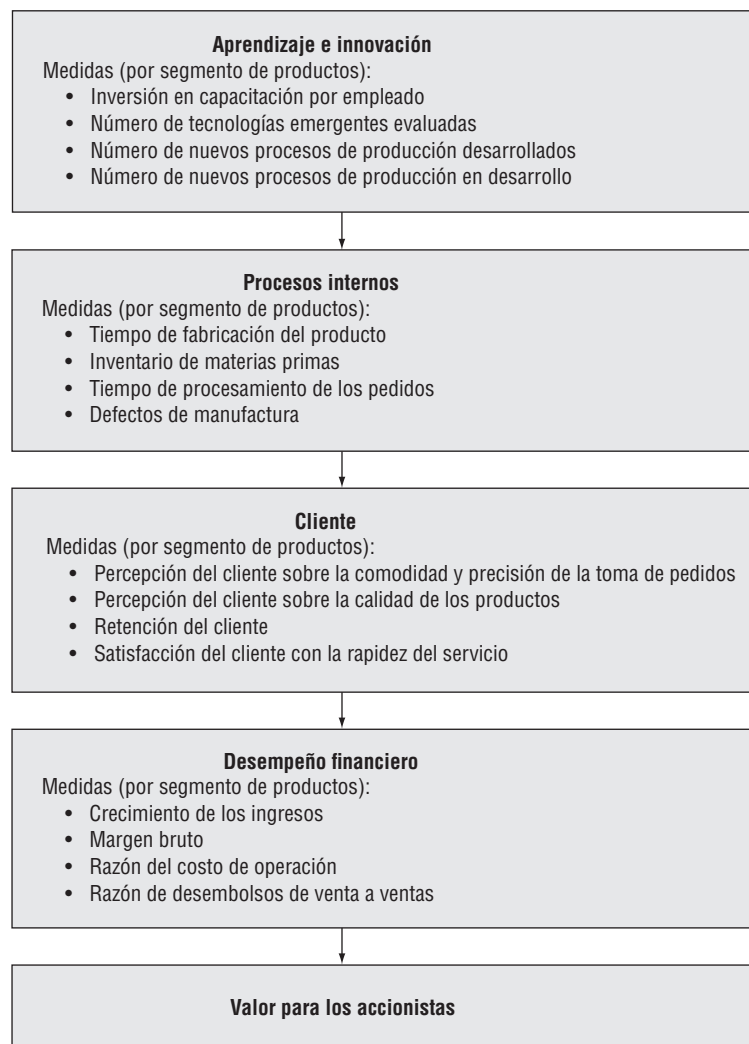 Aprendizaje e innovación
Medidas (por segmento de productos):
• Inversión en capacitación por empleado
• Número de tecnologías emergentes evaluadas
• Número de nuevos procesos de producción desarrollados
• Número de nuevos procesos de producción en desarrollo
Procesos internos
Medidas (por segmento de productos):
• Tiempo de fabricación del producto
• Inventario de materias primas
• Tiempo de procesamiento de los pedidos
• Defectos de manufactura
Cliente
Medidas (por segmento de productos):
• Percepción del cliente sobre la comodidad y precisión de la toma de pedidos
• Percepción del cliente sobre la calidad de los productos
• Retención del cliente
• Satisfacción del cliente con la rapidez del servicio
Desempeño financiero
Medidas (por segmento de productos):
• Crecimiento de los ingresos
• Margen bruto
• Razón del costo de operación
• Razón de desembolsos de venta a ventas
Valor para los accionistas